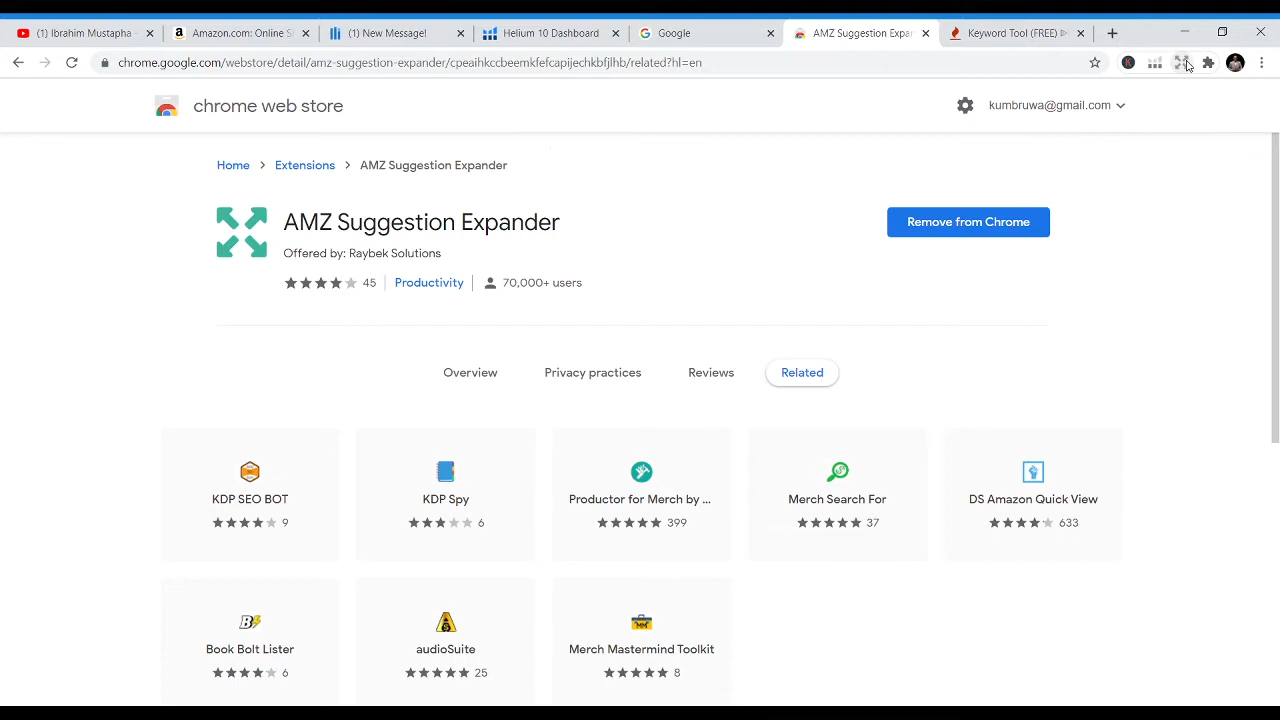 (1) Ibrahim Mustapha
Amazon.com: Online S
(1) New Message!
Helium 10 Dashboard
Google
AMZ Suggestion Expan
Keyword Tool (FREE)
chrome.google.com/webstore/detail/amz-suggestion-expander/cpeaihkccbeemkhfcapijechkbfjlhb/related?hl=en
chrome web store
kumbruwa@gmail.com
Home > Extensions > AMZ Suggestion Expander
AMZ Suggestion Expander
Remove from Chrome
Offered by: Raybek Solutions
45
Productivity
70,000+ users
Overview
Privacy practices
Reviews
Related
KDP SEO BOT
9
KDP Spy
6
Productor for Merch by ...
399
Merch Search For
37
DS Amazon Quick View
633
Book Bolt Lister
6
audioSuite
25
Merch Mastermind Toolkit
8